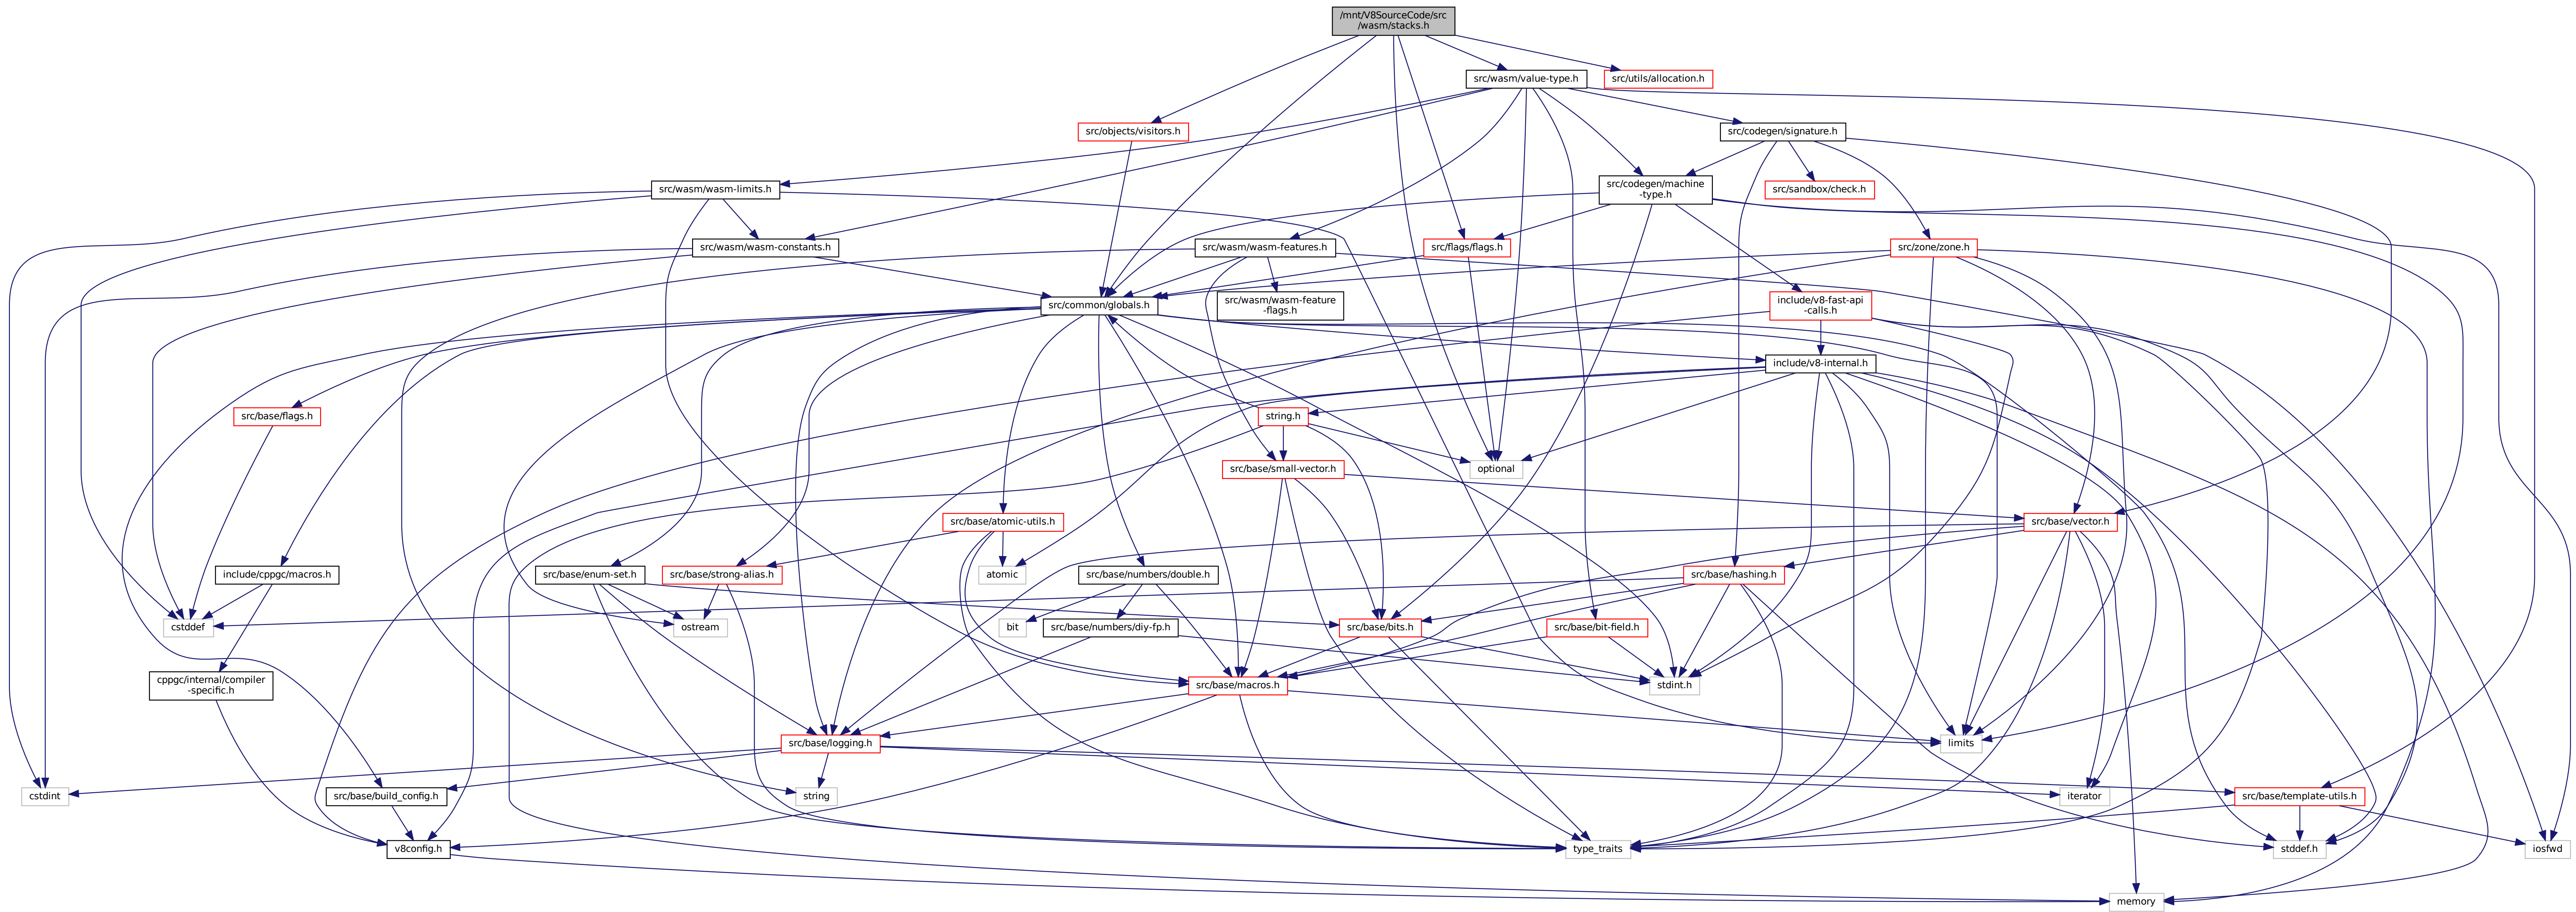 /mnt/V8SourceCode/src
/wasm/stacks.h
src/wasm/value-type.h
src/utils/allocation.h
src/objects/visitors.h
src/codegen/signature.h
src/wasm/wasm-limits.h
src/codegen/machine
-type.h
src/sandbox/check.h
src/wasm/wasm-constants.h
src/wasm/wasm-features.h
src/flags/flags.h
src/zone/zone.h
src/common/globals.h
src/wasm/wasm-feature
-flags.h
include/v8-fast-api
-calls.h
include/v8-internal.h
src/base/flags.h
string.h
src/base/small-vector.h
optional
src/base/atomic-utils.h
src/base/vector.h
include/cppgc/macros.h
src/base/enum-set.h
src/base/strong-alias.h
atomic
src/base/numbers/double.h
src/base/hashing.h
cstddef
ostream
bit
src/base/numbers/diy-fp.h
src/base/bits.h
src/base/bit-field.h
cppgc/internal/compiler
-specific.h
src/base/macros.h
stdint.h
src/base/logging.h
limits
cstdint
src/base/build_config.h
string
iterator
src/base/template-utils.h
v8config.h
type_traits
stddef.h
iosfwd
memory